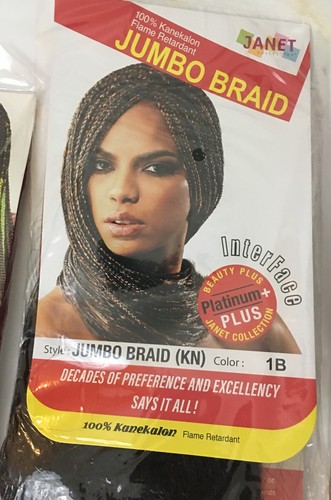 100% Kanekalon
Flame Retardant
JANET
JUMBO BRAID
InterFace
BEAUTY PLUS
Platinum+
PLUS
JANET COLLECTION
Style: JUMBO BRAID (KN) Color: 1B
DECADES OF PREFERENCE AND EXCELLENCY
SAYS IT ALL!
100% Kanekalon Flame Retardant